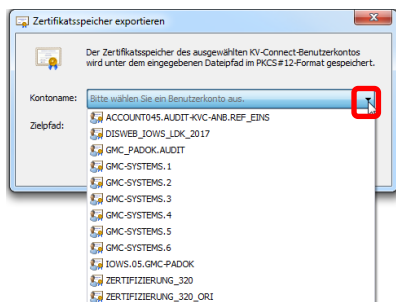 Zertifikatsspeicher exportieren
Der Zertifikatsspeicher des ausgewählten KV-Connect-Benutzerkontos
wird unter dem eingegebenen Dateipfad im PKCS#12-Format gespeichert.
Kontoname:
Bitte wählen Sie ein Benutzerkonto aus.
Zielpfad:
ACCOUNT045.AUDIT-KVC-ANB.REF_EINS
DISWEB_IOWS_LDK_2017
GMC_PADOK.AUDIT
GMC-SYSTEMS.1
GMC-SYSTEMS.2
GMC-SYSTEMS.3
GMC-SYSTEMS.4
GMC-SYSTEMS.5
GMC-SYSTEMS.6
IOWS.05.GMC-PADOK
ZERTIFIZIERUNG_320
ZERTIFIZIERUNG_320_ORI